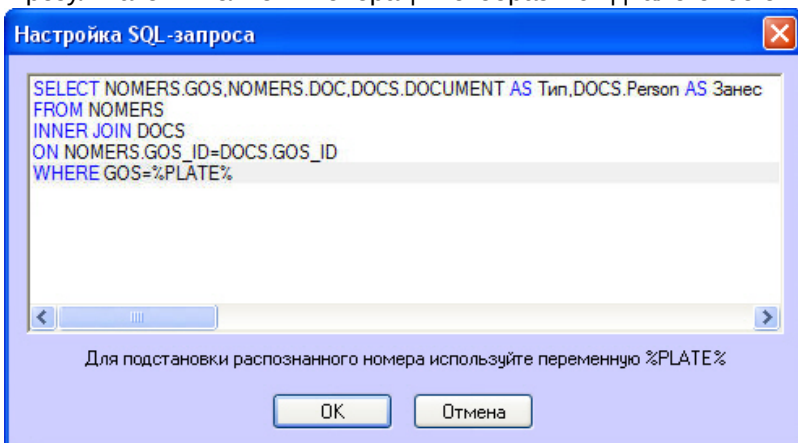 Настройка SQL-запроса
SELECT NOMERS.GOS,NOMERS.DOC,DOCS.DOCUMENT AS Тип,DOCS.Person AS Занес
FROM NOMERS
INNER JOIN DOCS
ON NOMERS.GOS_ID=DOCS.GOS_ID
WHERE GOS=%PLATE%
Для подстановки распознанного номера используйте переменную %PLATE%
OK Отмена